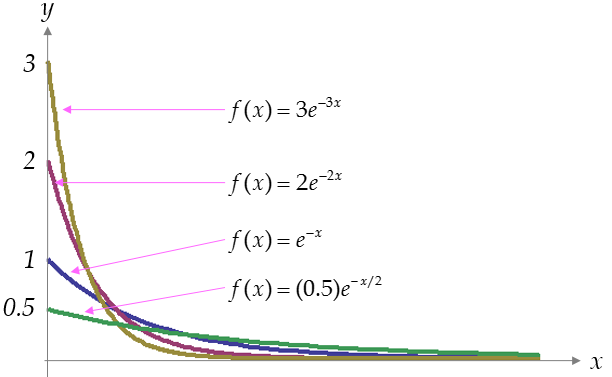 y
3
f (x) = 3e⁻³ˣ
2
f (x) = 2e⁻²ˣ
1
f (x) = e⁻ˣ
f (x) = (0.5)e⁻ˣ/²
0.5
x